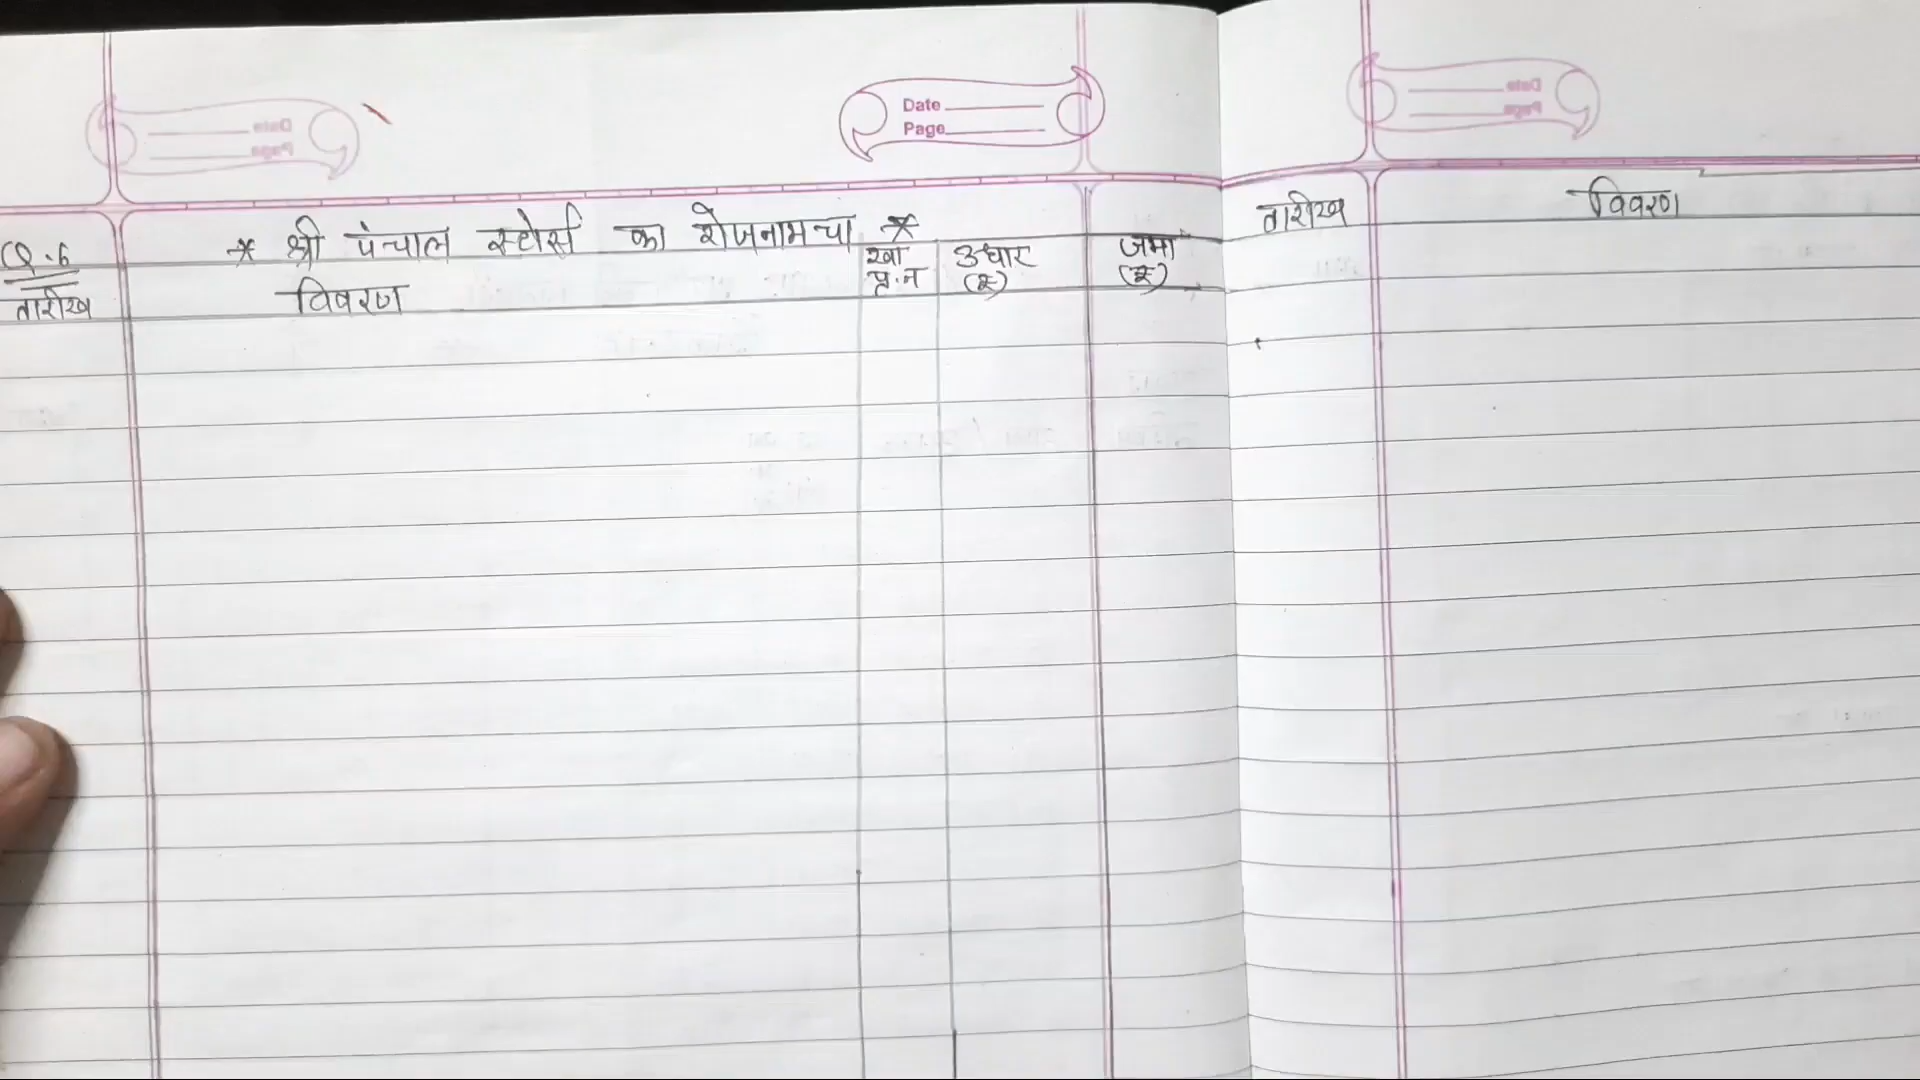 Date
Page
Q.6
* श्री पंचाल स्टोर्स का रोजनामचा *
तारीख विवरण खा पृ.न उधार (रु) जमा (रु)
तारीख विवरण